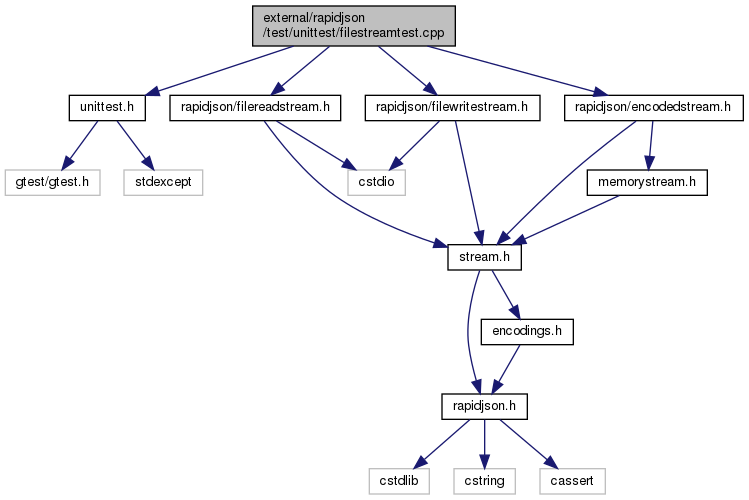 external/rapidjson
/test/unittest/filestreamtest.cpp
unittest.h
rapidjson/filereadstream.h
rapidjson/filewritestream.h
rapidjson/encodedstream.h
gtest/gtest.h
stdexcept
cstdio
memorystream.h
stream.h
encodings.h
rapidjson.h
cstdlib
cstring
cassert